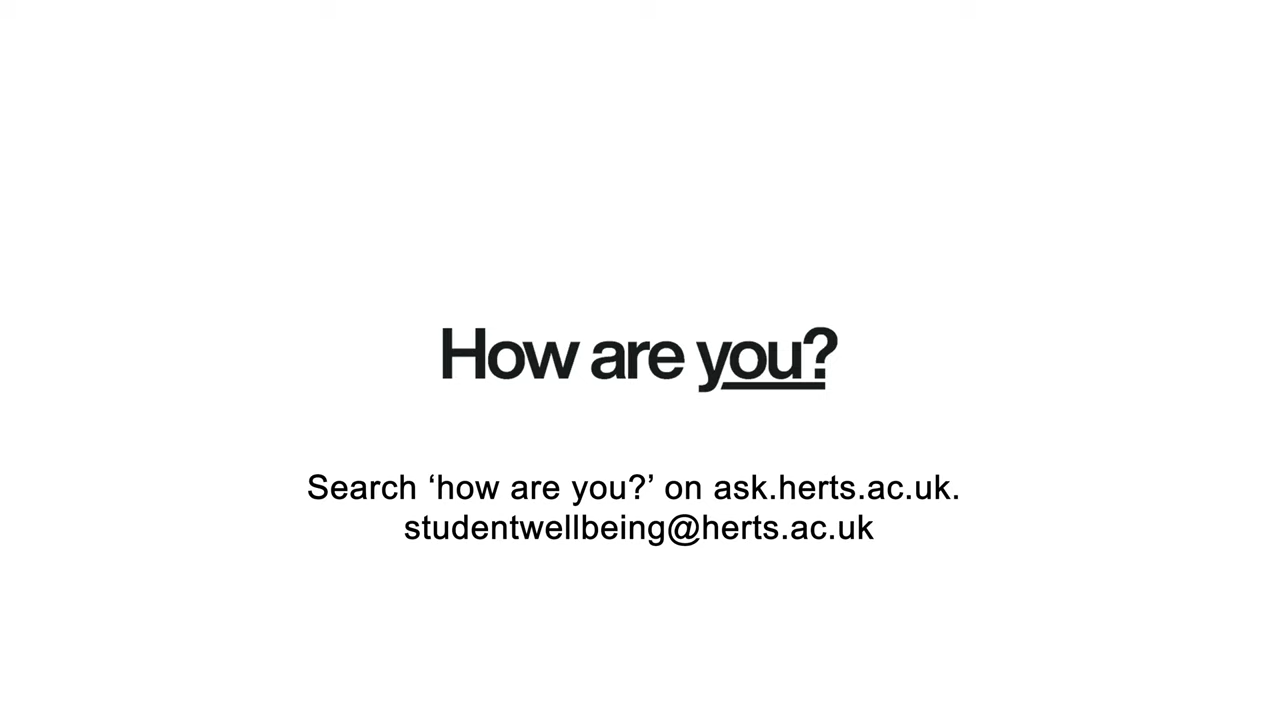 How are you?
Search ‘how are you?’ on ask.herts.ac.uk.
studentwellbeing@herts.ac.uk